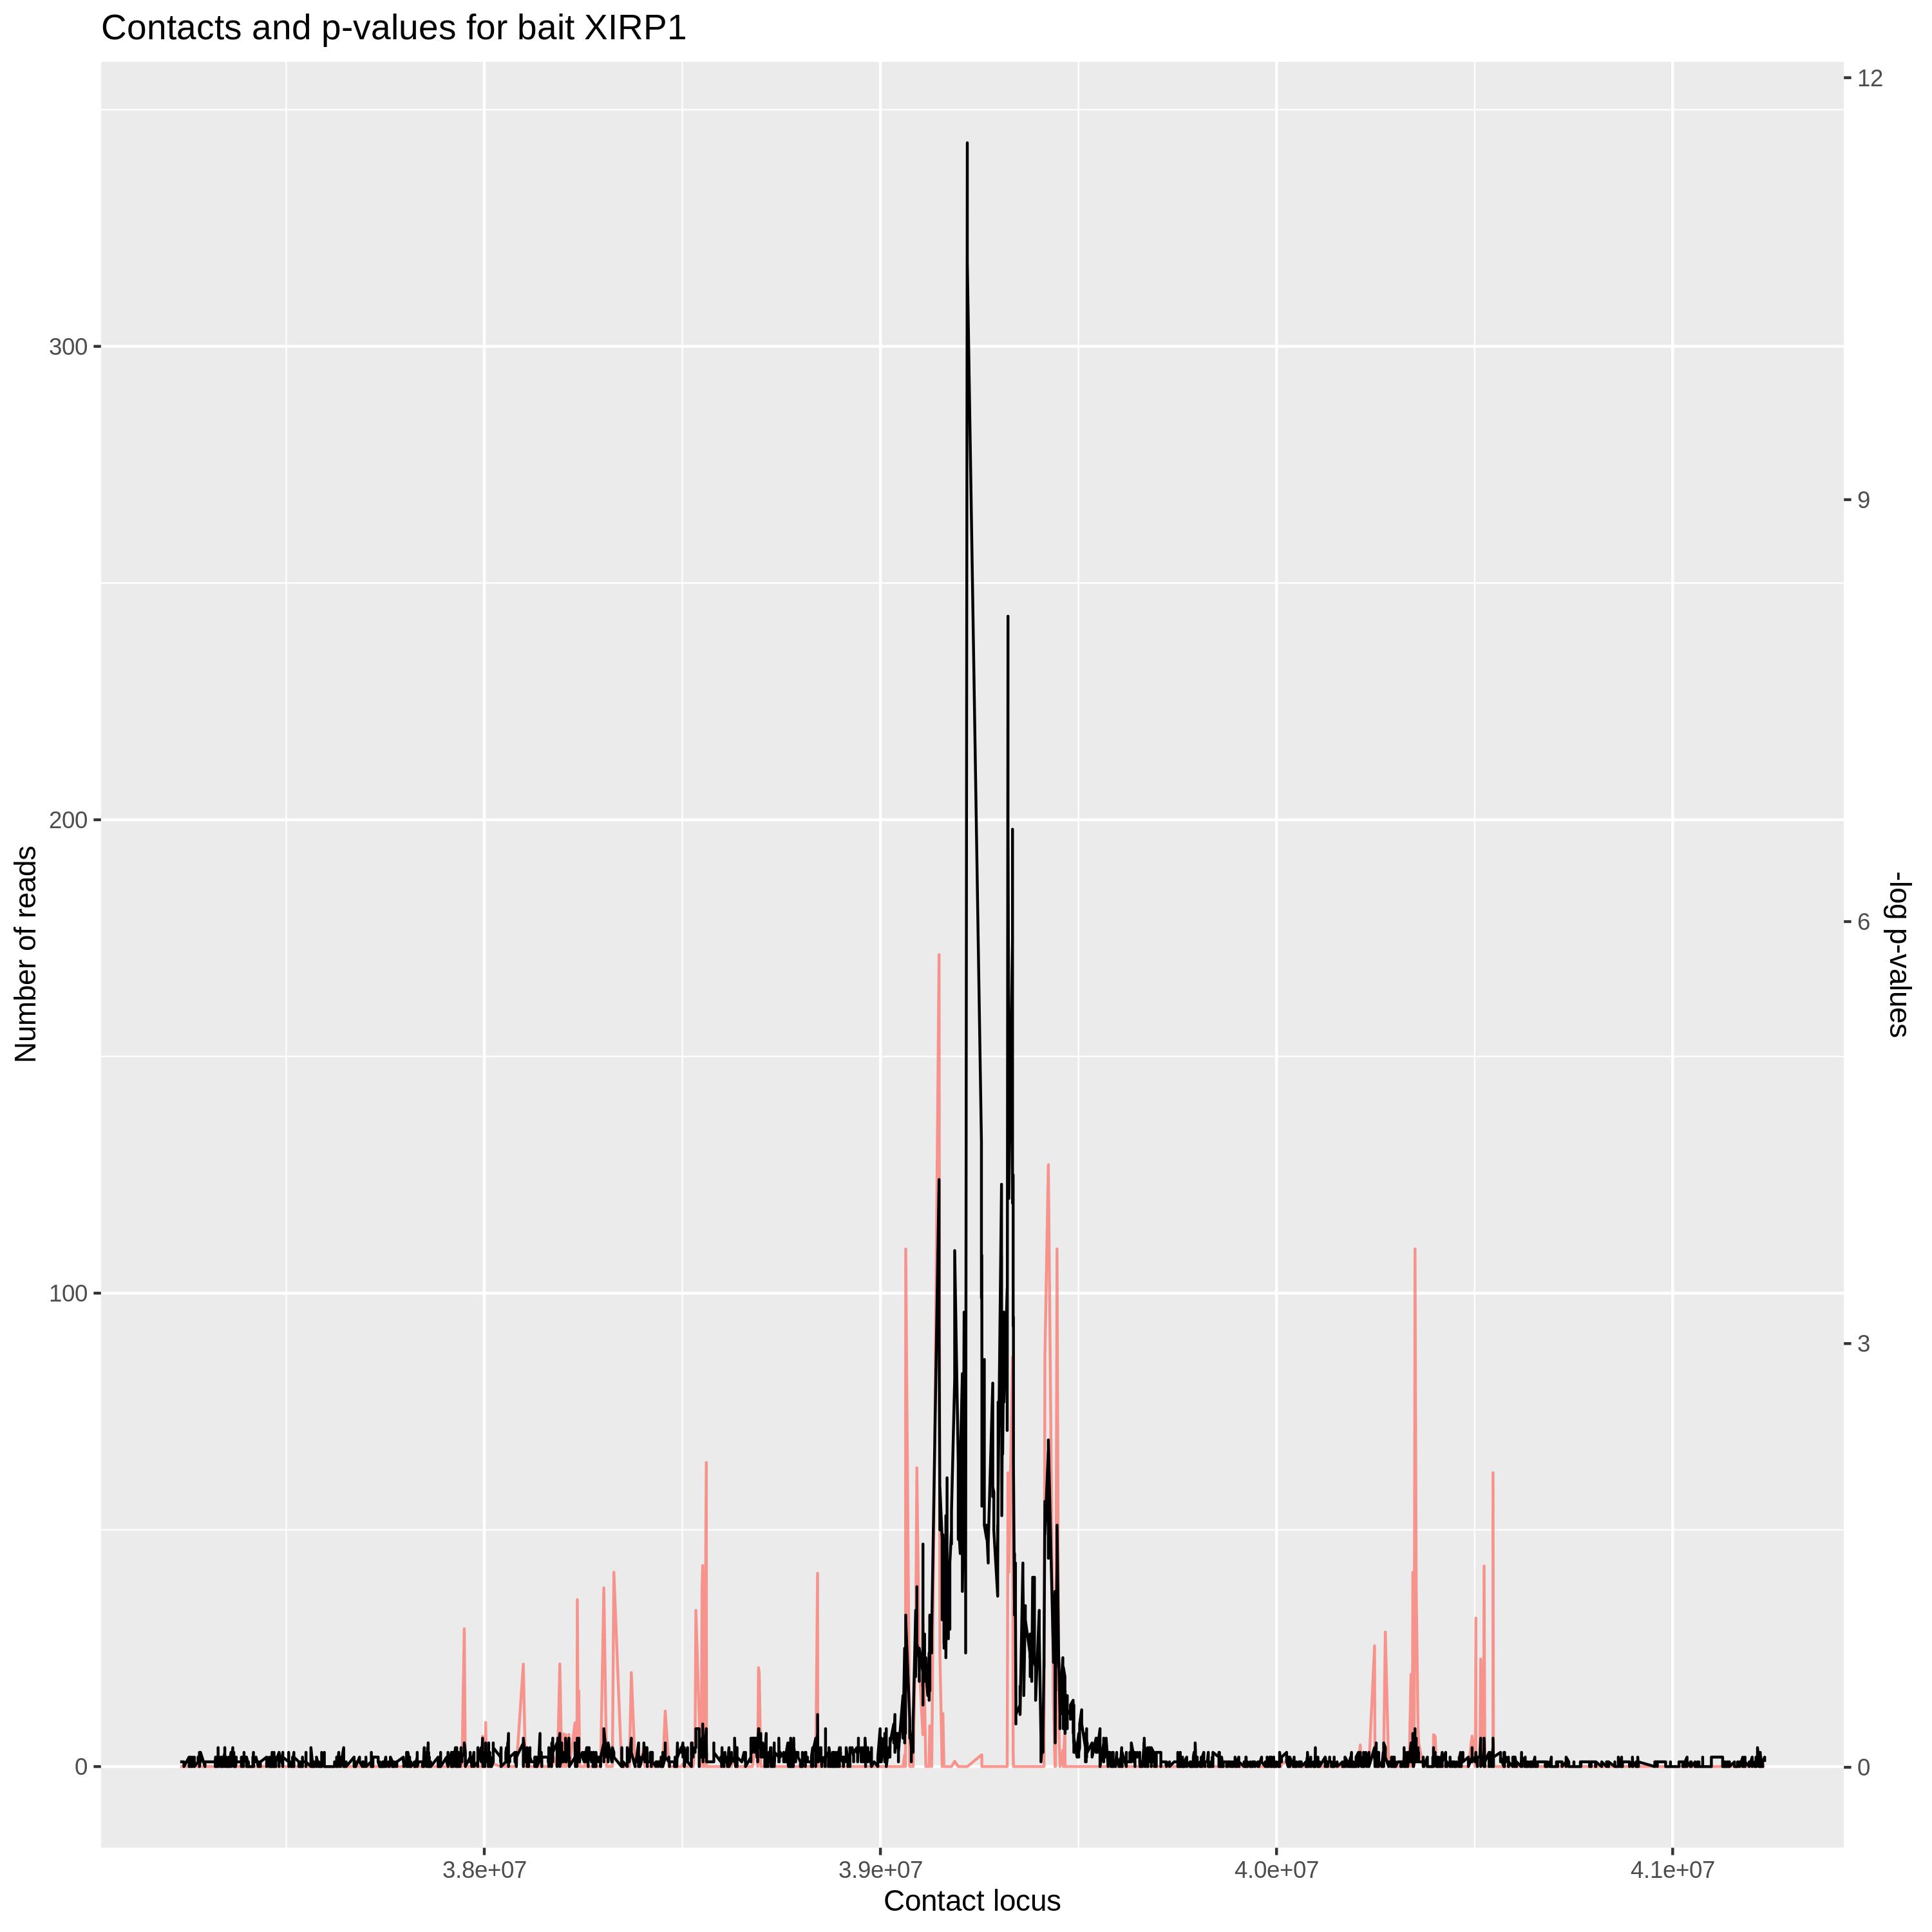 Contacts and p-values for bait XIRP1
12
9
6
3
0
300
200
100
0
Number of reads
-log p-values
3.8e+07
3.9e+07
4.0e+07
4.1e+07
Contact locus